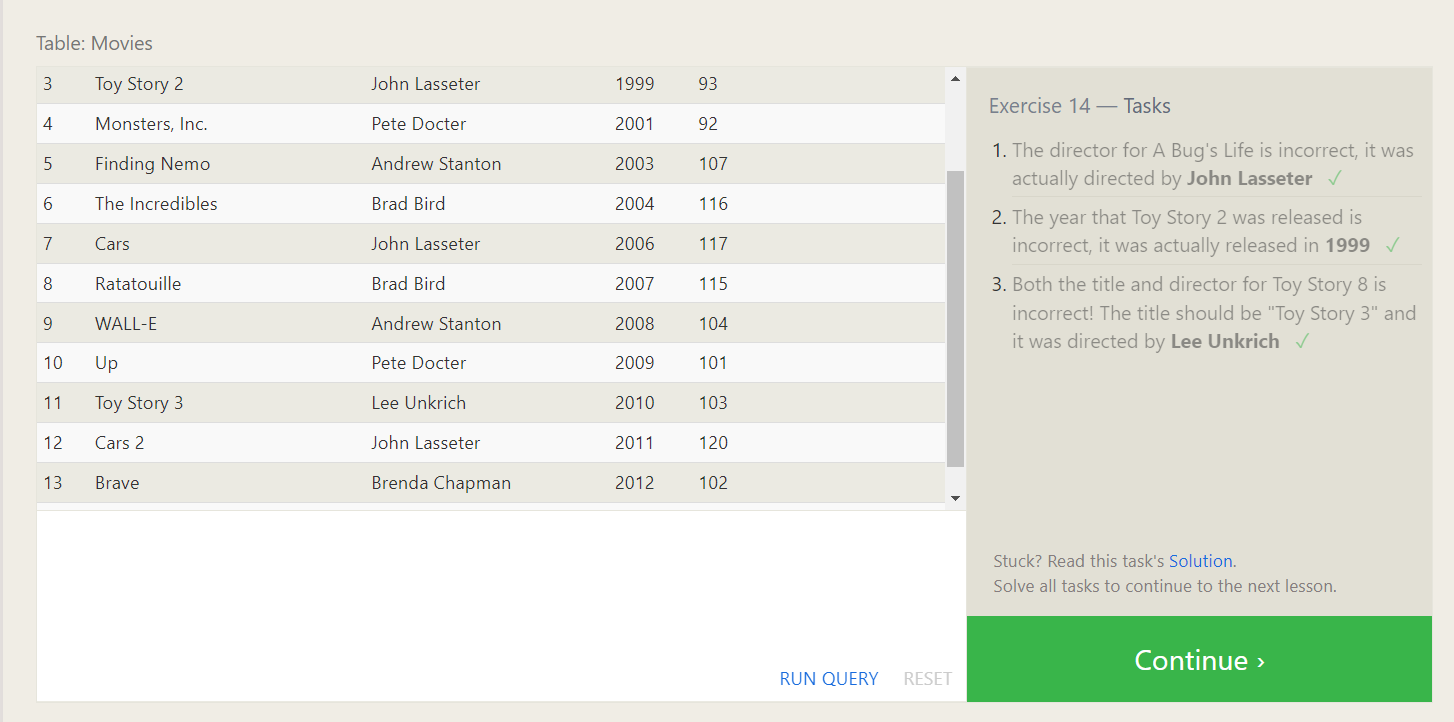 Table: Movies
3 Toy Story 2 John Lasseter 1999 93
4 Monsters, Inc. Pete Docter 2001 92
5 Finding Nemo Andrew Stanton 2003 107
6 The Incredibles Brad Bird 2004 116
7 Cars John Lasseter 2006 117
8 Ratatouille Brad Bird 2007 115
9 WALL-E Andrew Stanton 2008 104
10 Up Pete Docter 2009 101
11 Toy Story 3 Lee Unkrich 2010 103
12 Cars 2 John Lasseter 2011 120
13 Brave Brenda Chapman 2012 102
RUN QUERY RESET
Exercise 14 — Tasks
1. The director for A Bug's Life is incorrect, it was
actually directed by John Lasseter ✓
2. The year that Toy Story 2 was released is
incorrect, it was actually released in 1999 ✓
3. Both the title and director for Toy Story 8 is
incorrect! The title should be "Toy Story 3" and
it was directed by Lee Unkrich ✓
Stuck? Read this task's Solution.
Solve all tasks to continue to the next lesson.
Continue ›